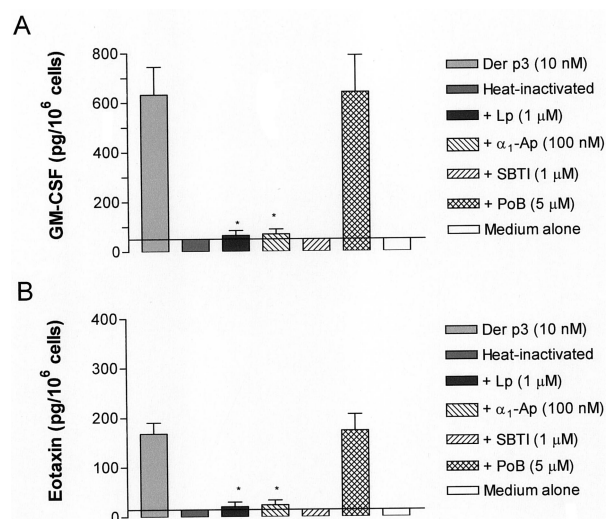 A
GM-CSF (pg/10⁶ cells)
800
600
400
200
0
*
*
Der p3 (10 nM)
Heat-inactivated
+ Lp (1 μM)
+ α₁-Ap (100 nM)
+ SBTI (1 μM)
+ PoB (5 μM)
Medium alone
B
Eotaxin (pg/10⁶ cells)
400
300
200
100
0
*
*
Der p3 (10 nM)
Heat-inactivated
+ Lp (1 μM)
+ α₁-Ap (100 nM)
+ SBTI (1 μM)
+ PoB (5 μM)
Medium alone